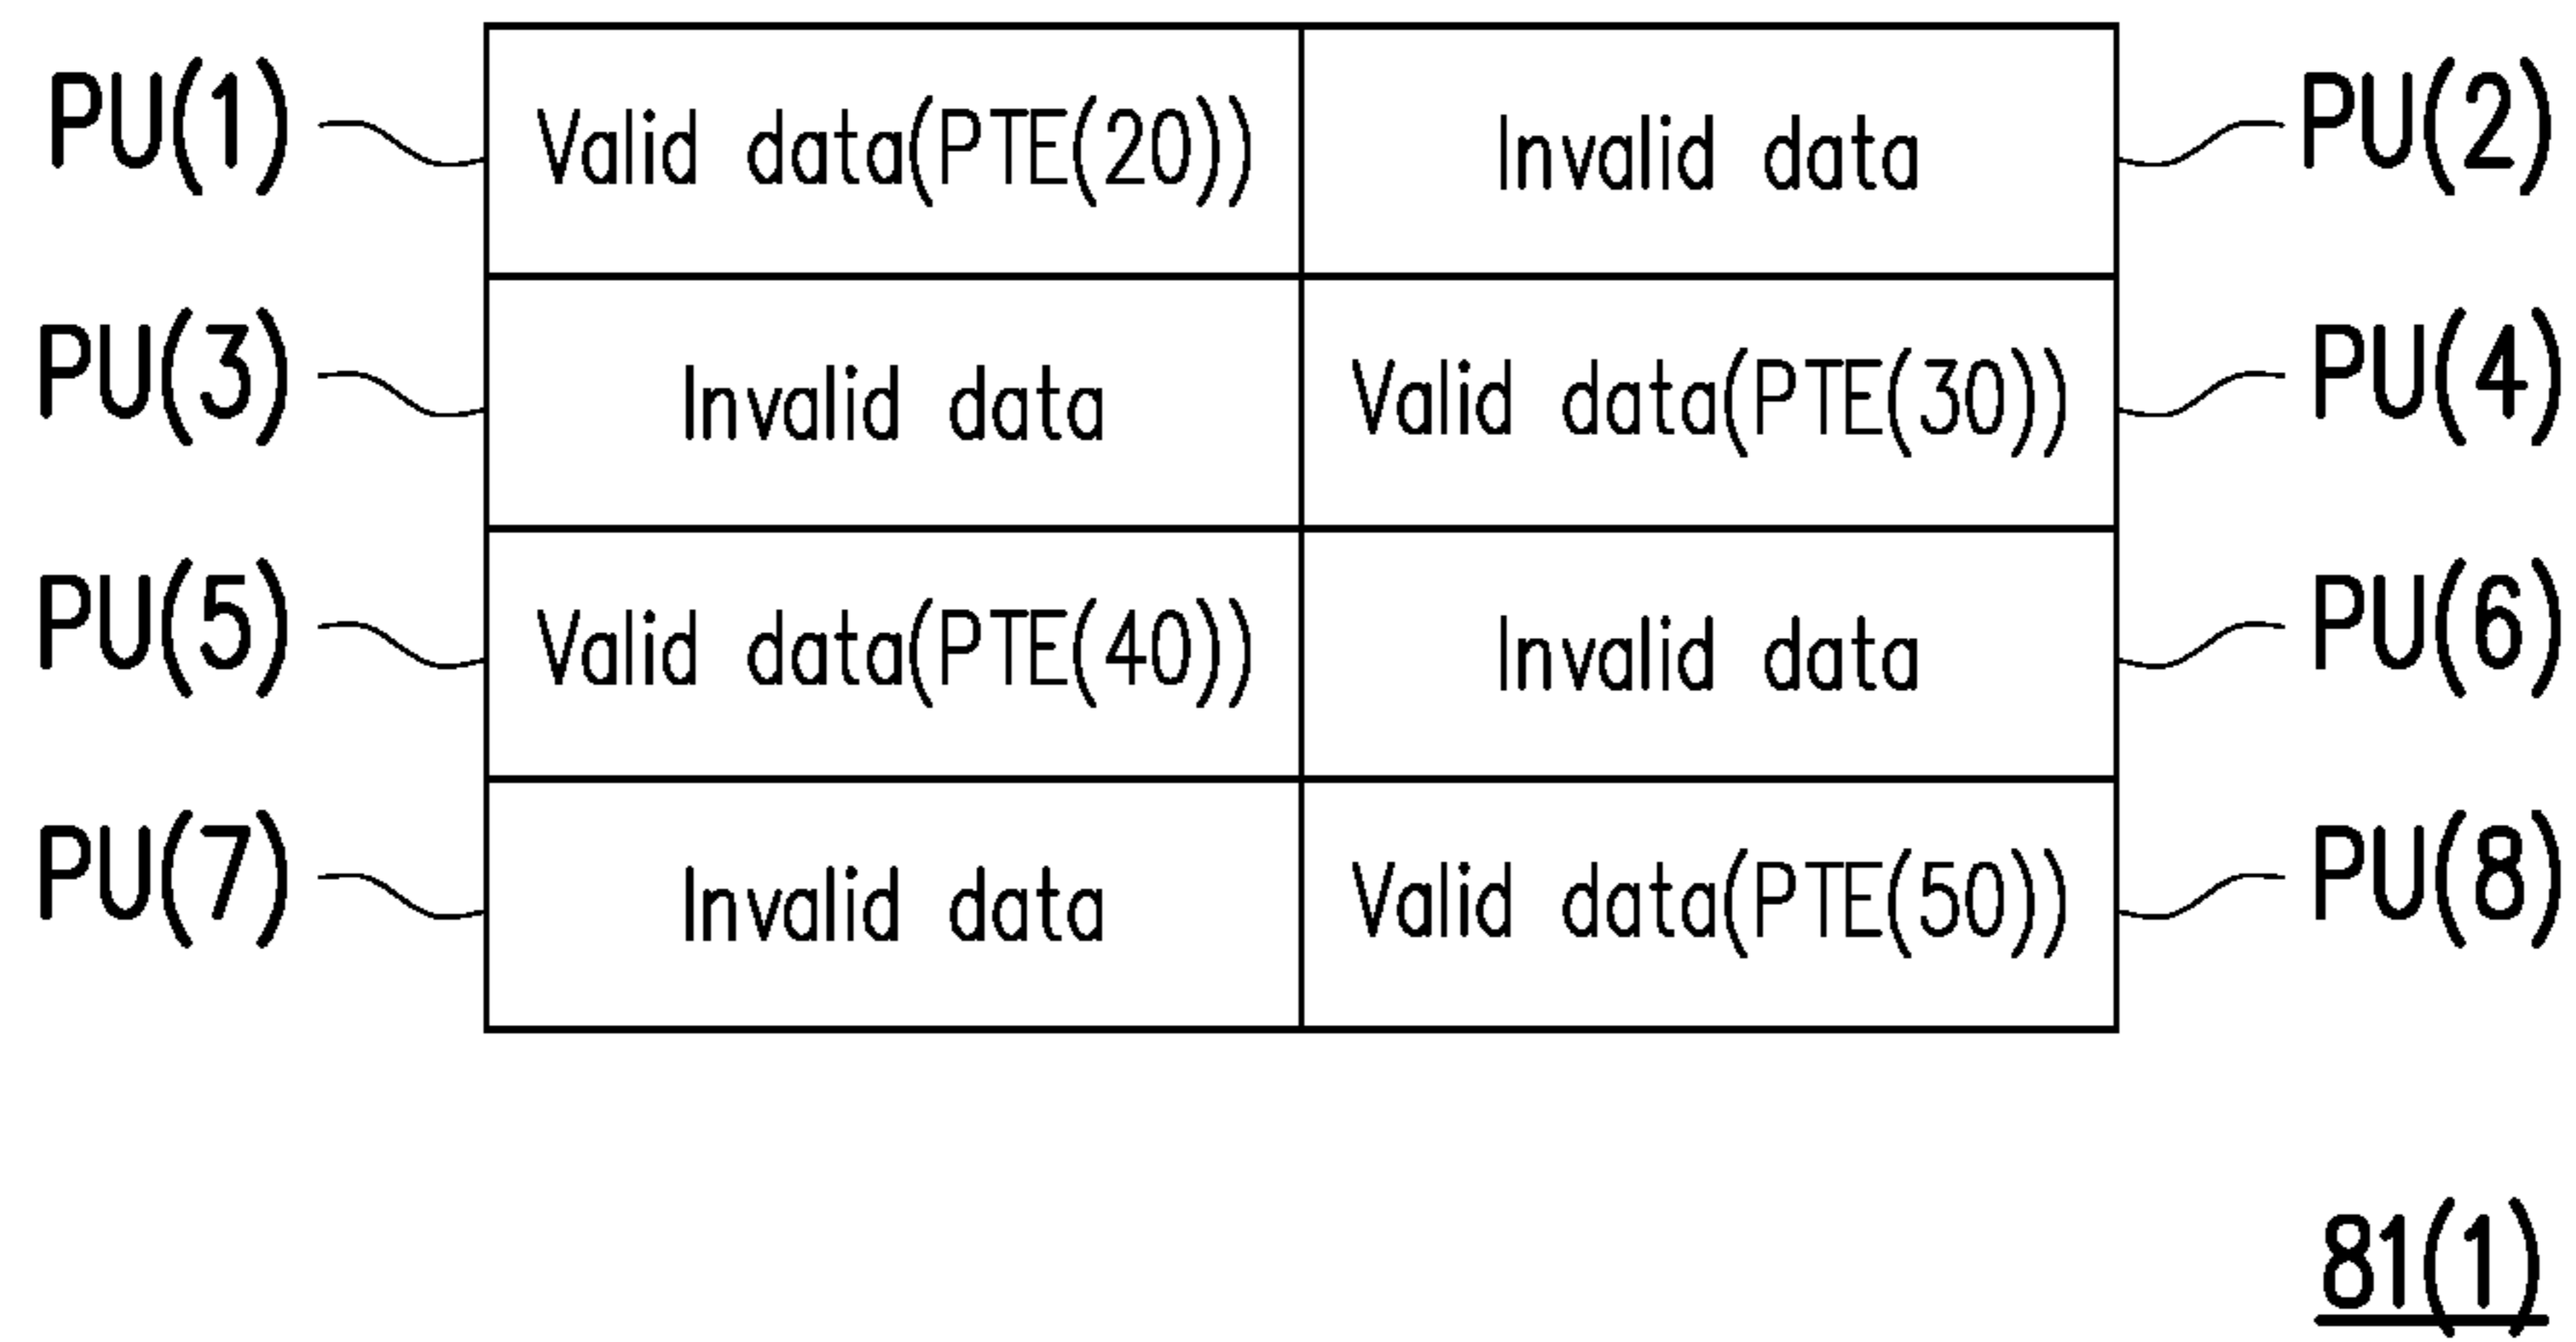 PU(1) Valid data(PTE(20)) Invalid data PU(2)
PU(3) Invalid data Valid data(PTE(30)) PU(4)
PU(5) Valid data(PTE(40)) Invalid data PU(6)
PU(7) Invalid data Valid data(PTE(50)) PU(8)
81(1)